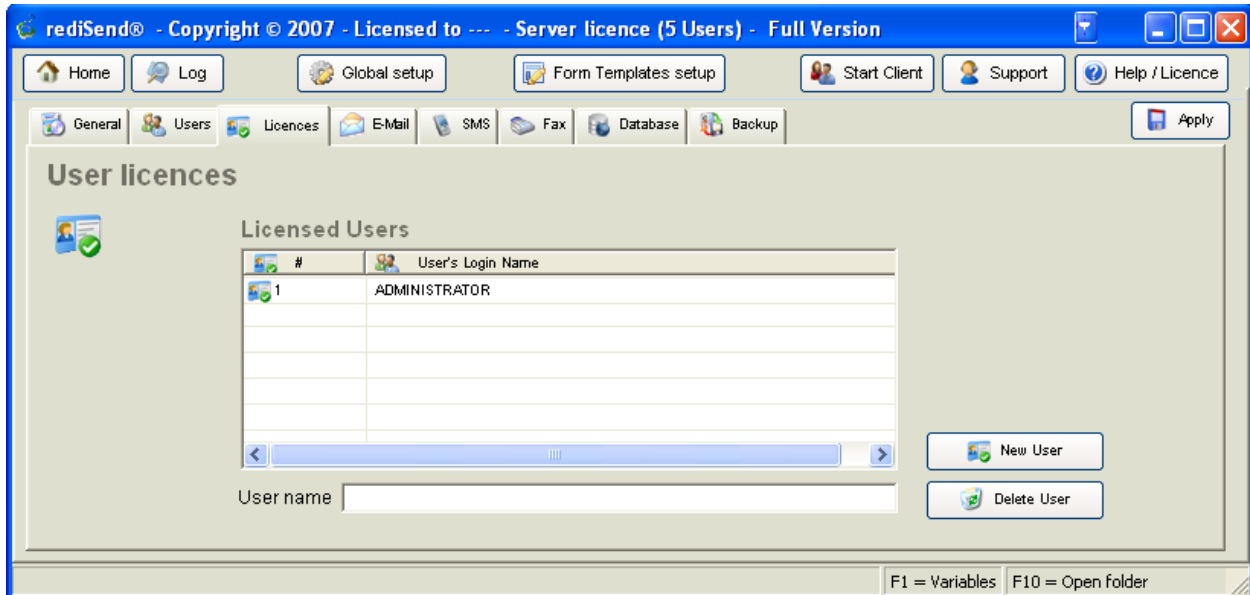 rediSend® - Copyright © 2007 - Licensed to --- - Server licence (5 Users) - Full Version
Home Log Global setup Form Templates setup Start Client Support Help / Licence
General Users Licences E-Mail SMS Fax Database Backup Apply
User licences
Licensed Users
# User's Login Name
1 ADMINISTRATOR
New User
User name
Delete User
F1 = Variables F10 = Open folder